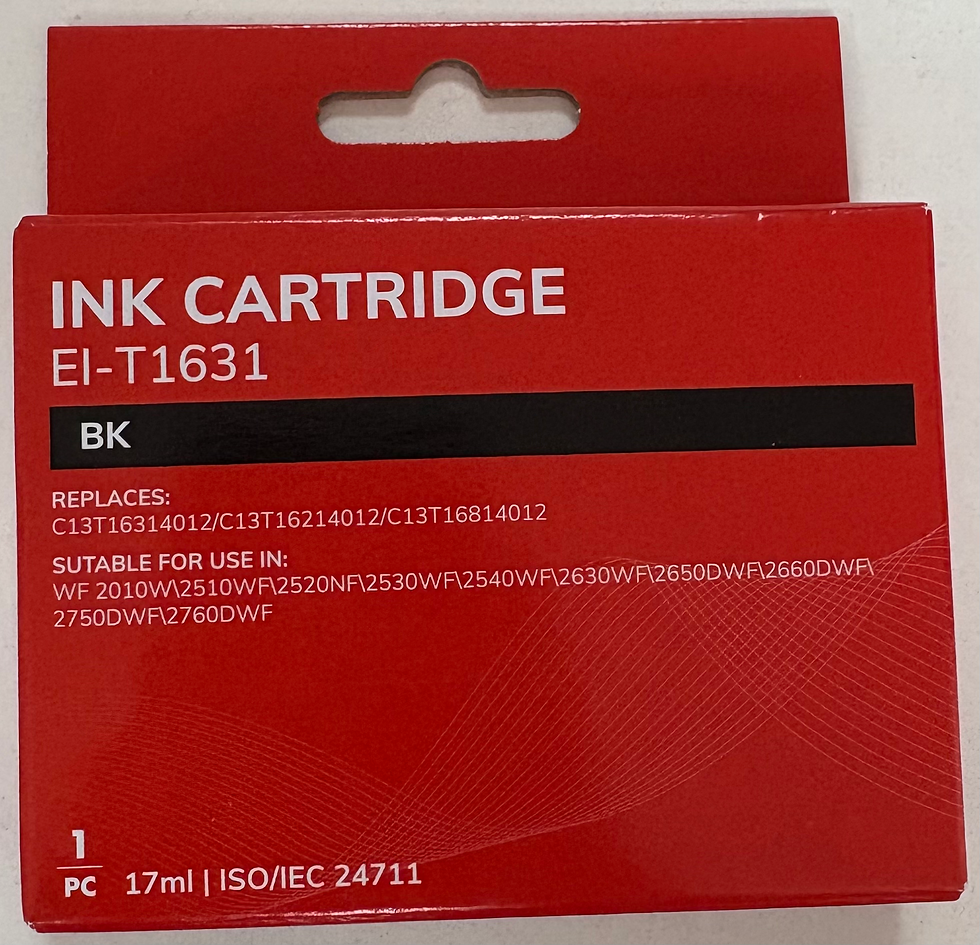 INK CARTRIDGE
EI-T1631
BK
REPLACES:
C13T16314012/C13T16214012/C13T16814012
SUTABLE FOR USE IN:
WF 2010W\2510WF\2520NF\2530WF\2540WF\2630WF\2650DWF\2660DWF\
2750DWF\2760DWF
1
PC
17ml | ISO/IEC 24711